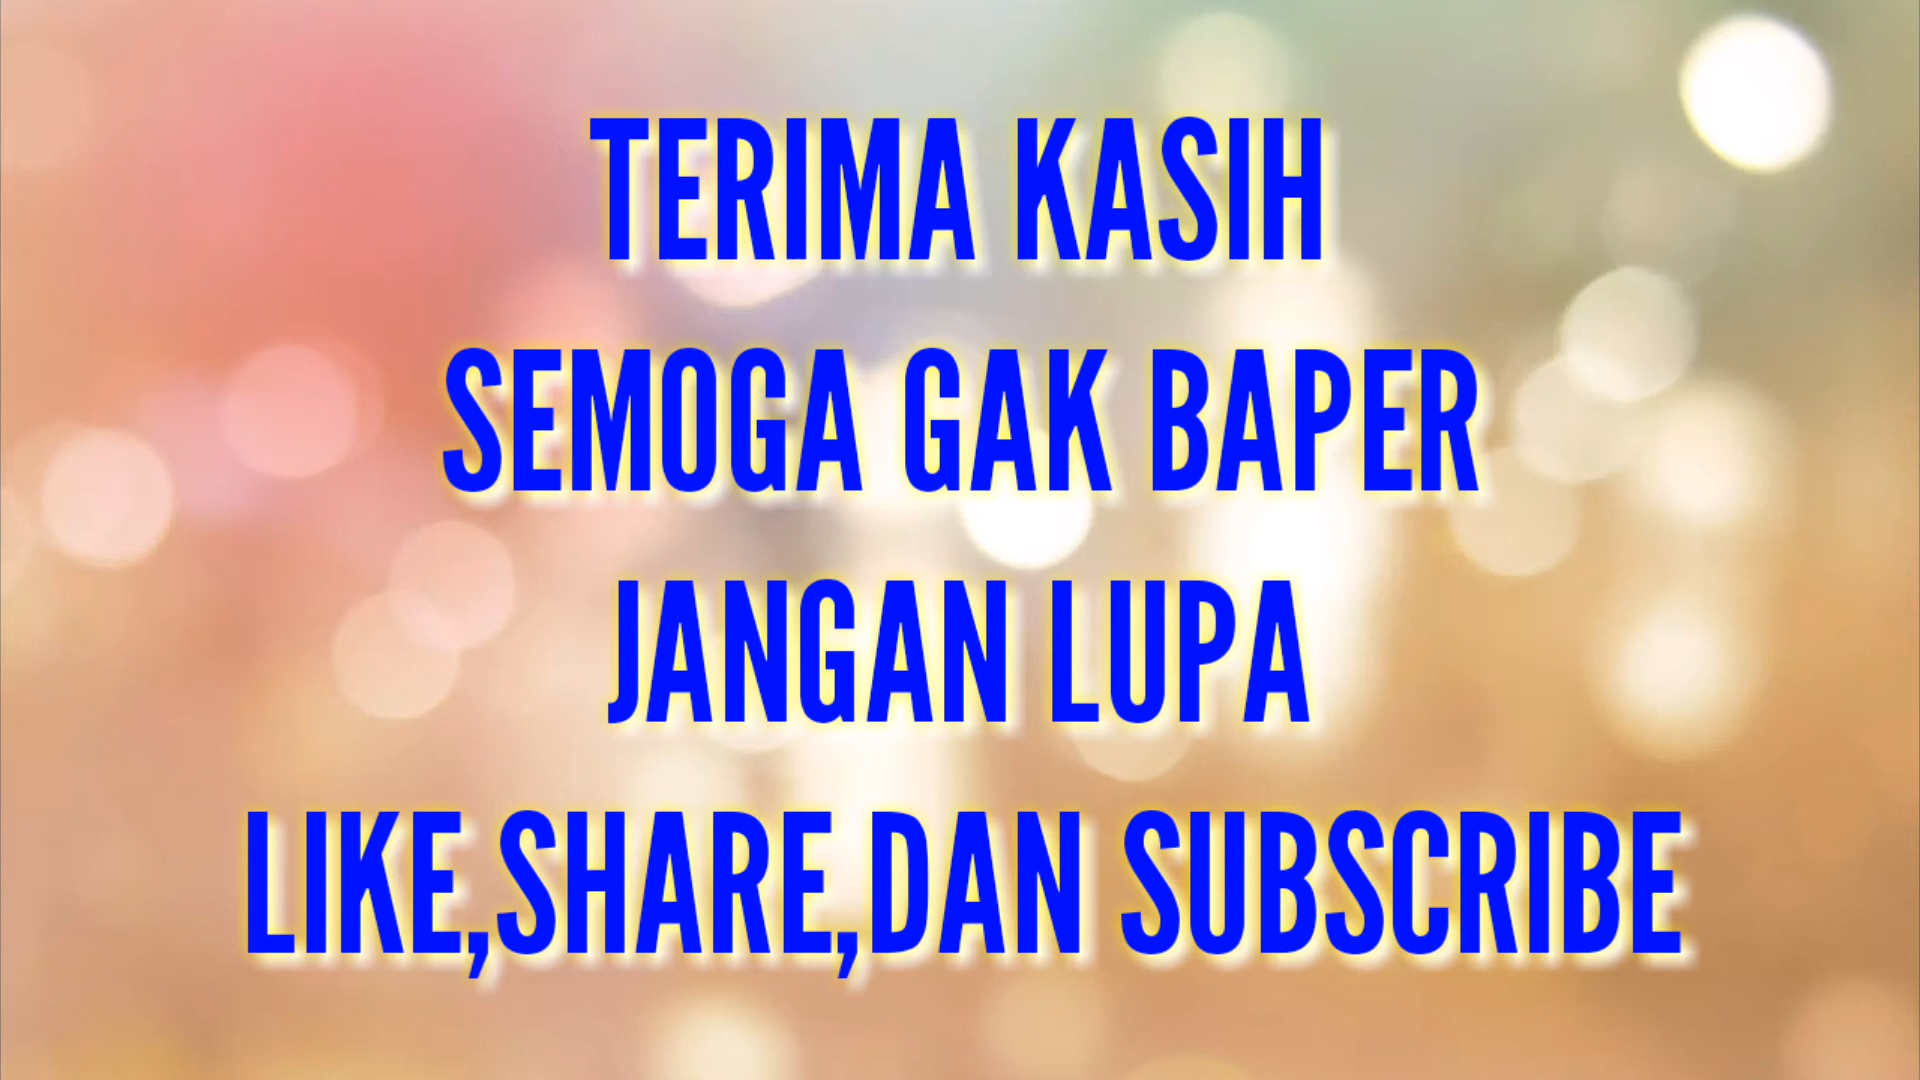 TERIMA KASIH
SEMOGA GAK BAPER
JANGAN LUPA
LIKE,SHARE,DAN SUBSCRIBE